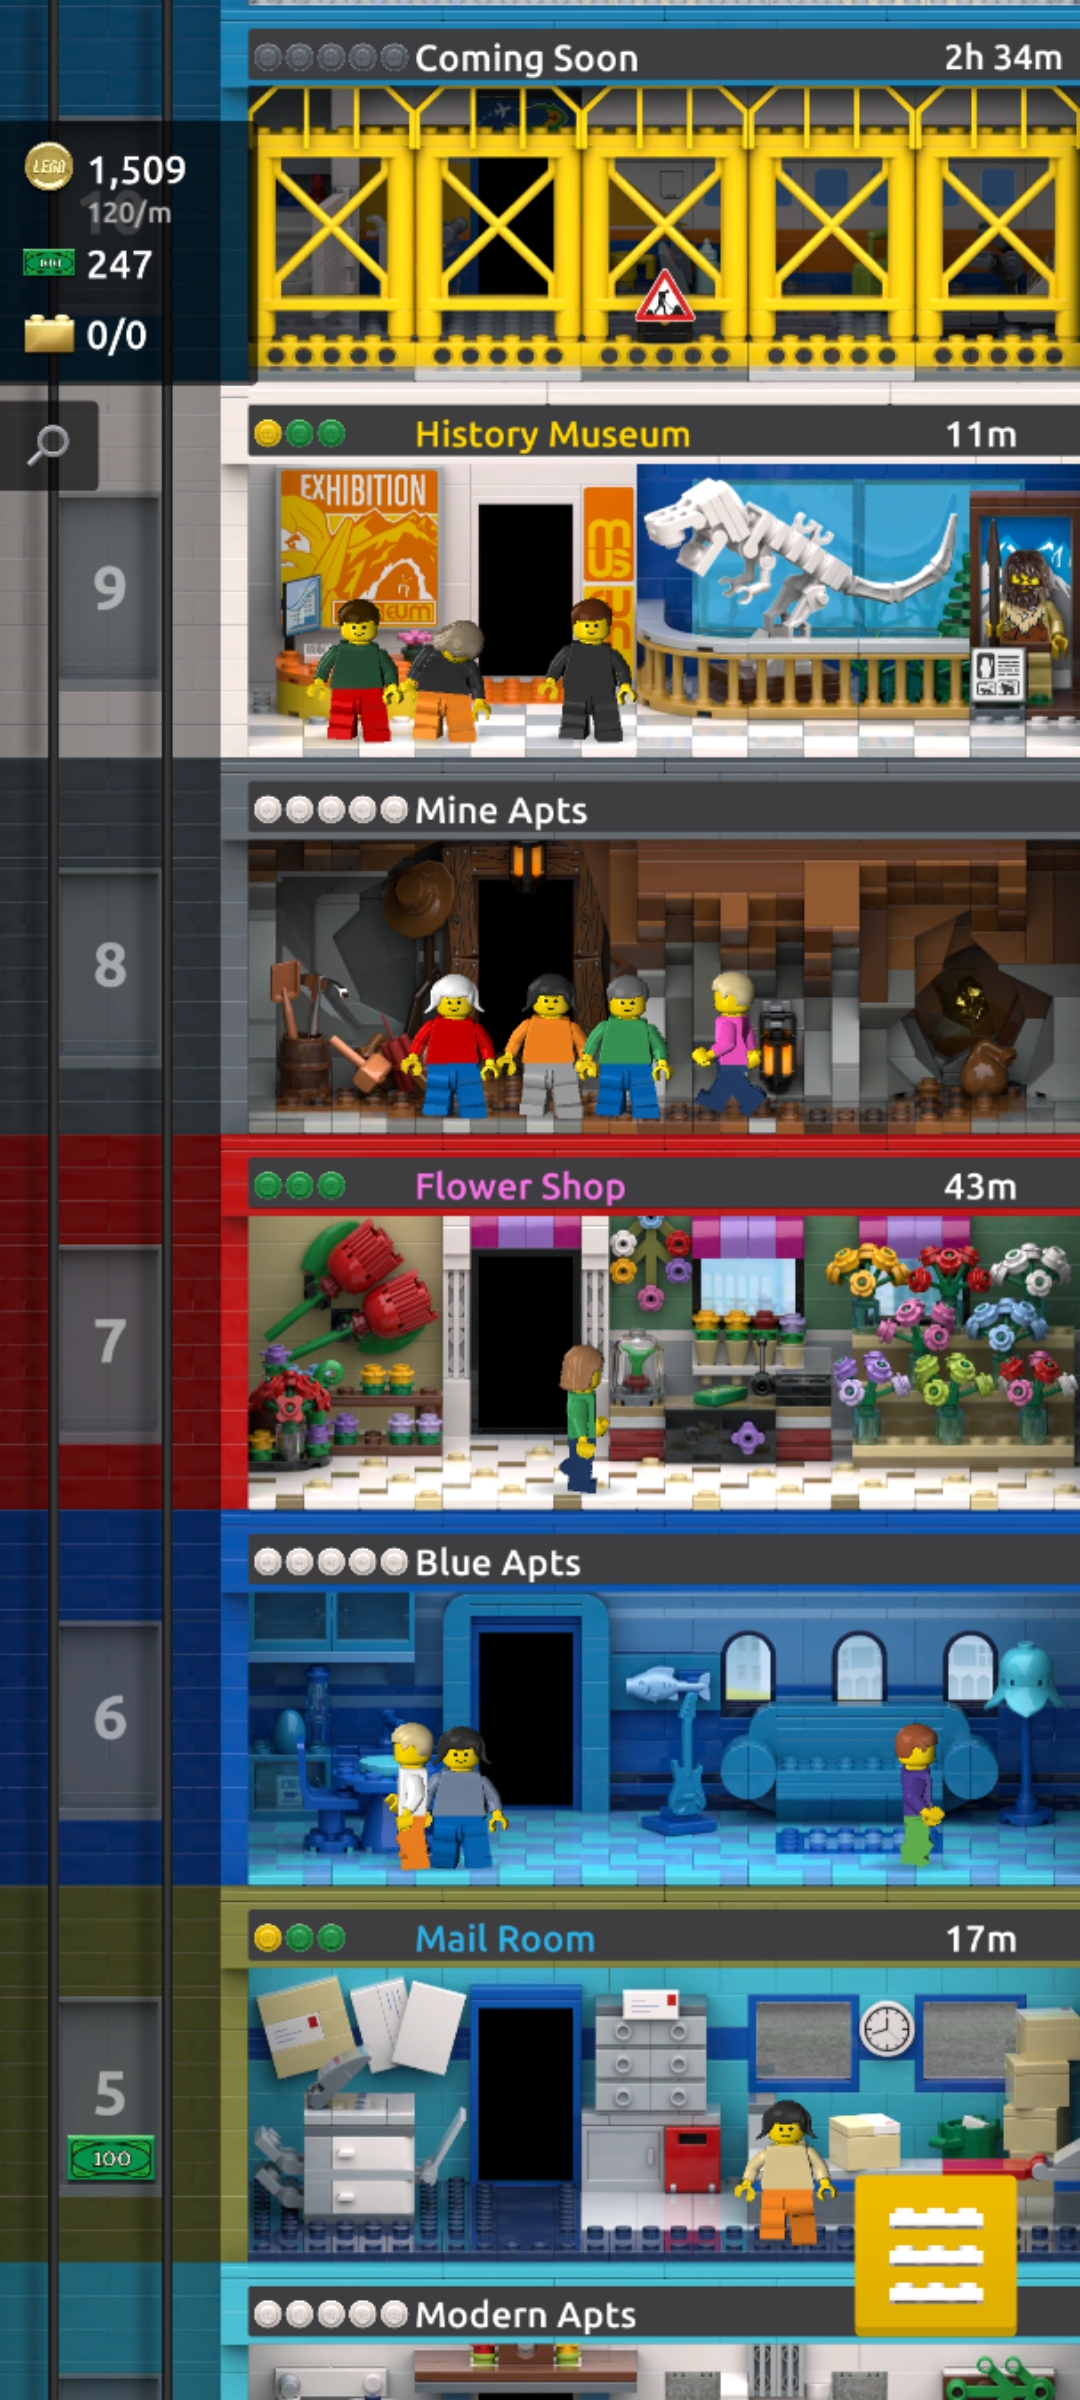 Coming Soon 2h 34m
LEGO 1,509
120/m
10
247
0/0
History Museum 11m
EXHIBITION
MUSEUM
9
Mine Apts
8
Flower Shop 43m
7
Blue Apts
6
Mail Room 17m
5
100
Modern Apts